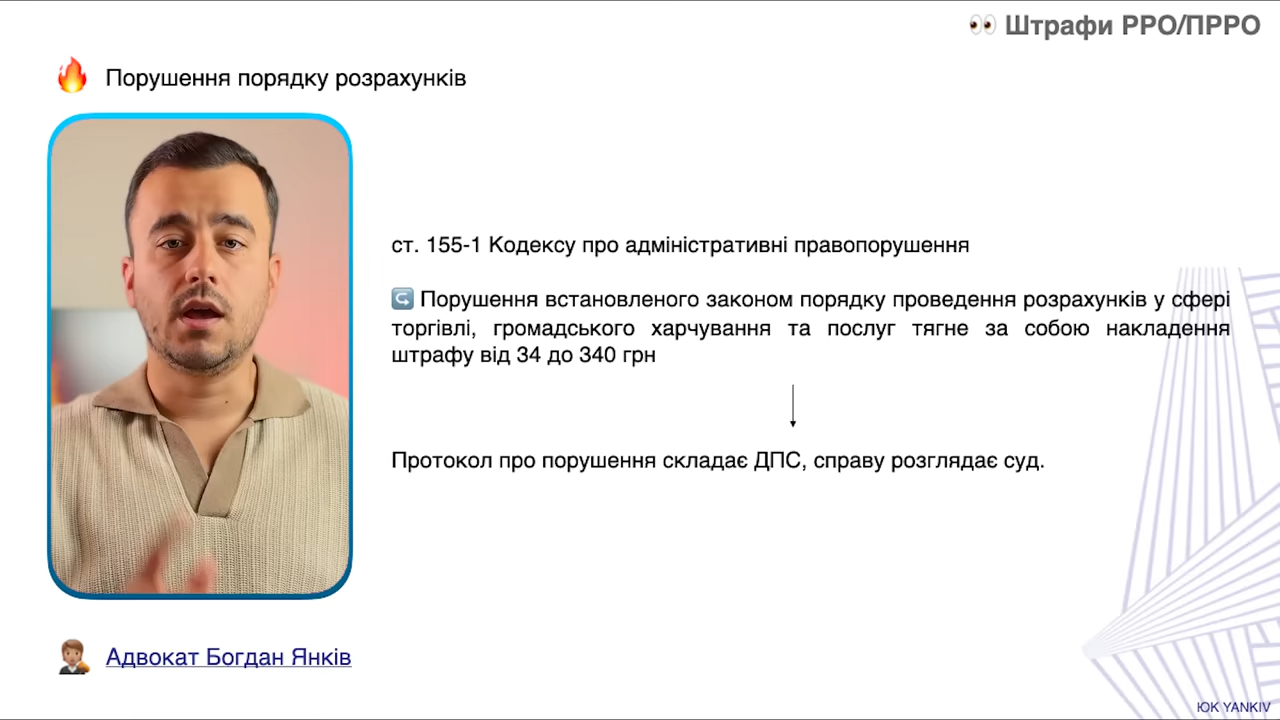 Штрафи РРО/ПРРО
Порушення порядку розрахунків
ст. 155-1 Кодексу про адміністративні правопорушення
Порушення встановленого законом порядку проведення розрахунків у сфері
торгівлі, громадського харчування та послуг тягне за собою накладення
штрафу від 34 до 340 грн
Протокол про порушення складає ДПС, справу розглядає суд.
Адвокат Богдан Янків
ЮК YANKIV